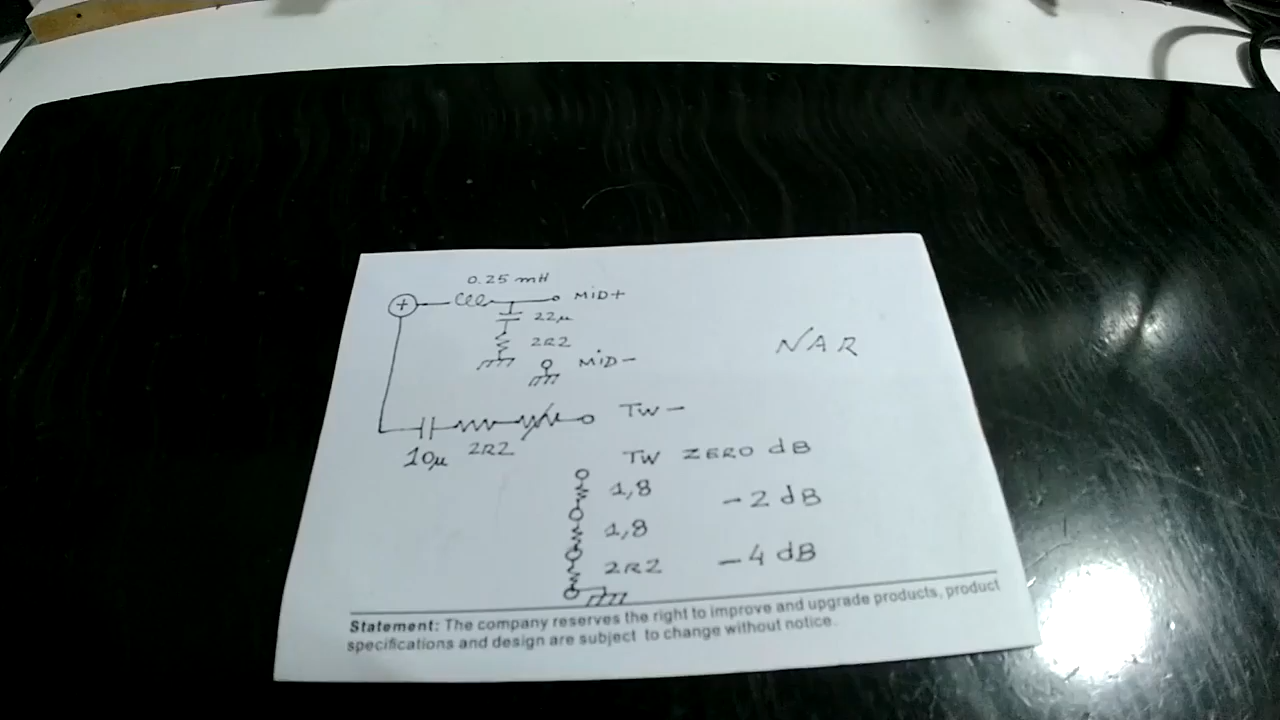 0.25 mH
+ MID+
22µ
2R2
NAR
MID-
TW -
10µ 2R2
TW ZERO dB
1,8 -2 dB
1,8
2R2 -4 dB
Statement: The company reserves the right to improve and upgrade products, product
specifications and design are subject to change without notice.